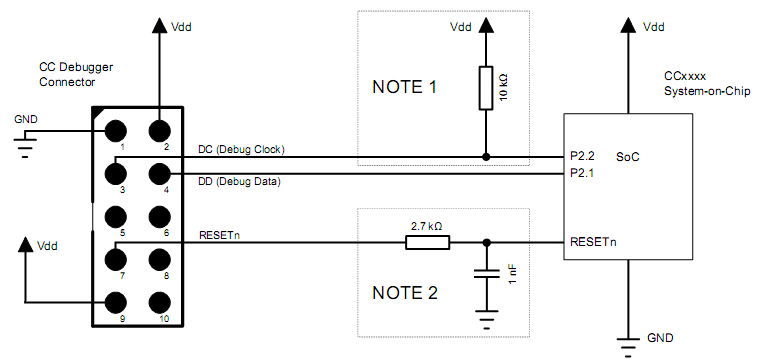 Vdd
Vdd
Vdd
CC Debugger
Connector
NOTE 1
10 kΩ
CCxxxx
System-on-Chip
GND
1
2
DC (Debug Clock)
P2.2
SoC
3
4
DD (Debug Data)
P2.1
5
6
RESETn
2.7 kΩ
RESETn
Vdd
7
8
1 nF
NOTE 2
9
10
GND